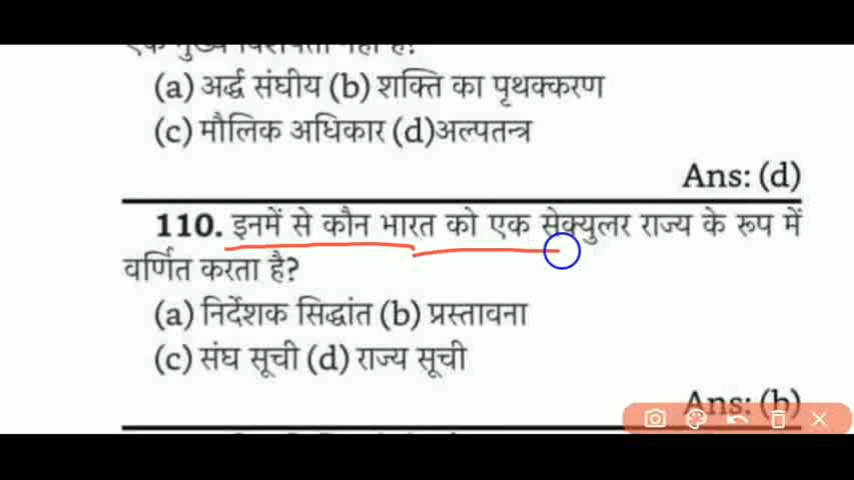 (a) अर्द्ध संघीय (b) शक्ति का पृथक्करण
(c) मौलिक अधिकार (d)अल्पतन्त्र
Ans: (d)
110. इनमें से कौन भारत को एक सेक्युलर राज्य के रूप में
वर्णित करता है?
(a) निर्देशक सिद्धांत (b) प्रस्तावना
(c) संघ सूची (d) राज्य सूची
Ans: (b)